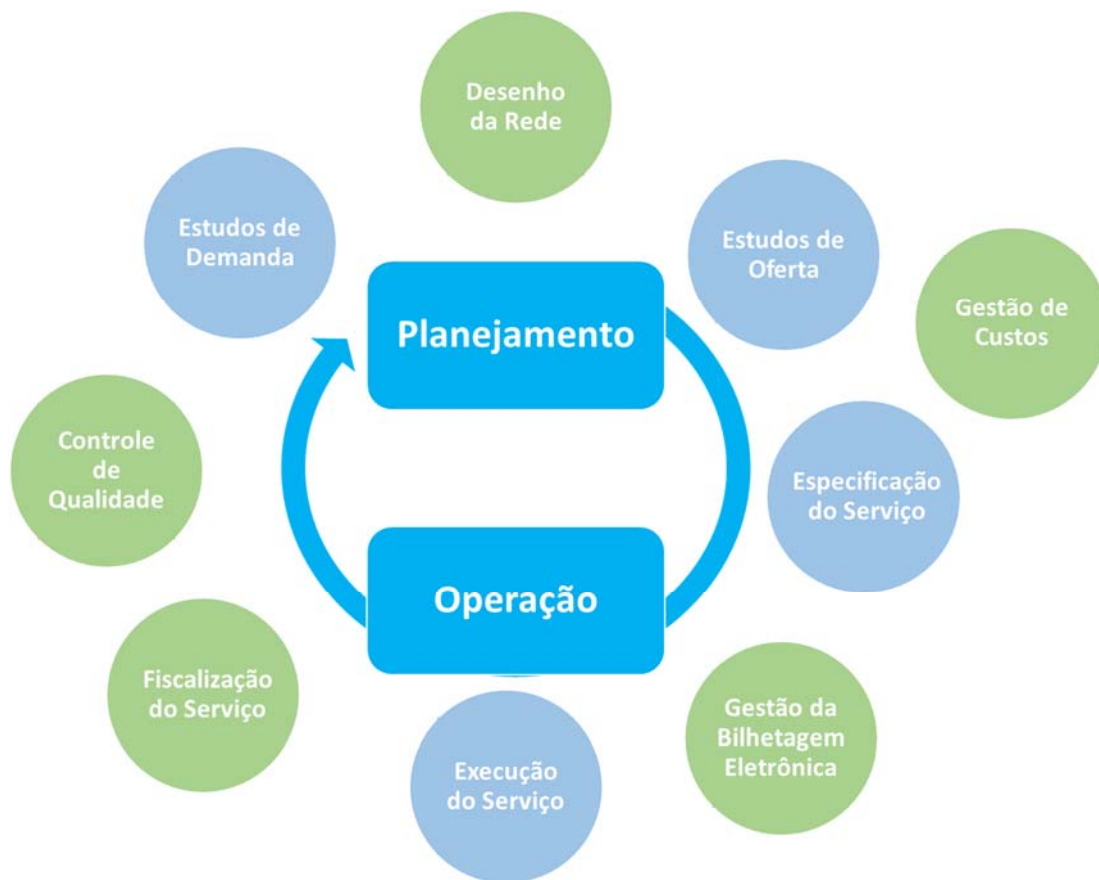 Desenho
da Rede
Estudos de
Demanda
Estudos de
Oferta
Gestão de
Custos
Planejamento
Controle
de
Qualidade
Especificação
do Serviço
Operação
Fiscalização
do Serviço
Gestão da
Bilhetagem
Eletrônica
Execução
do Serviço